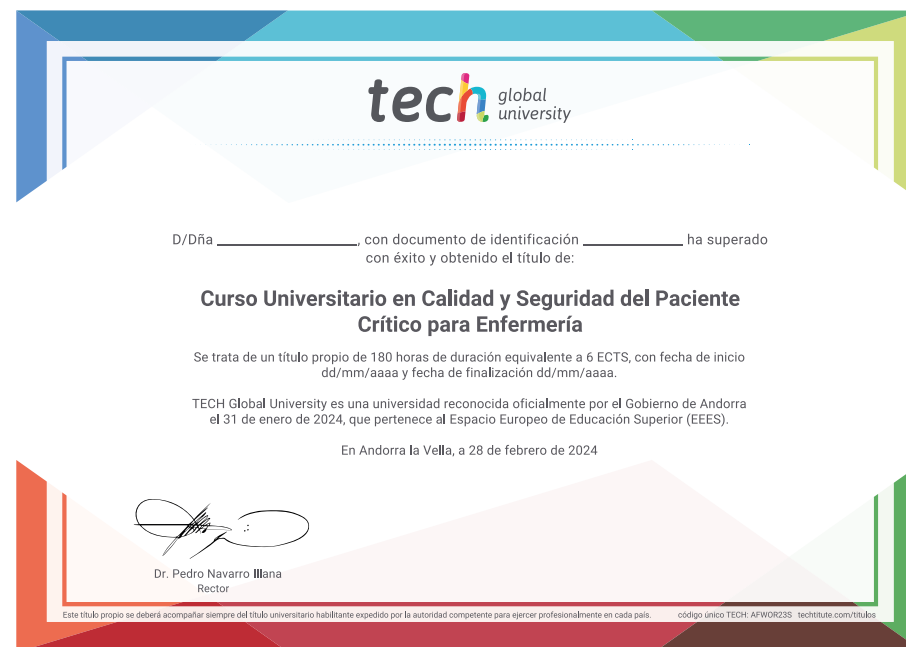 tech global university
D/Dña ____________________, con documento de identificación ______________ ha superado
con éxito y obtenido el título de:
Curso Universitario en Calidad y Seguridad del Paciente
Crítico para Enfermería
Se trata de un título propio de 180 horas de duración equivalente a 6 ECTS, con fecha de inicio
dd/mm/aaaa y fecha de finalización dd/mm/aaaa.
TECH Global University es una universidad reconocida oficialmente por el Gobierno de Andorra
el 31 de enero de 2024, que pertenece al Espacio Europeo de Educación Superior (EEES).
En Andorra la Vella, a 28 de febrero de 2024
Dr. Pedro Navarro Illana
Rector
Este título propio se deberá acompañar siempre del título universitario habilitante expedido por la autoridad competente para ejercer profesionalmente en cada país. código único TECH: AFWOR23S techtitute.com/titulos